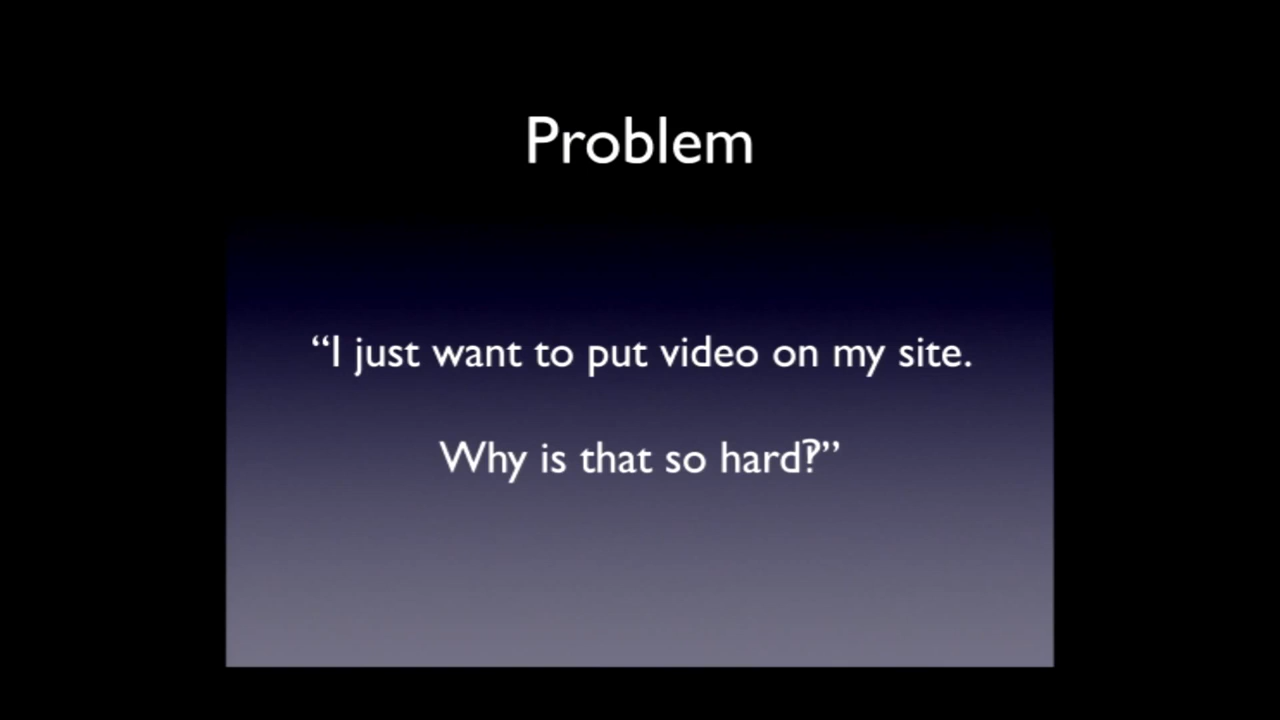 Problem
“I just want to put video on my site.
Why is that so hard?”